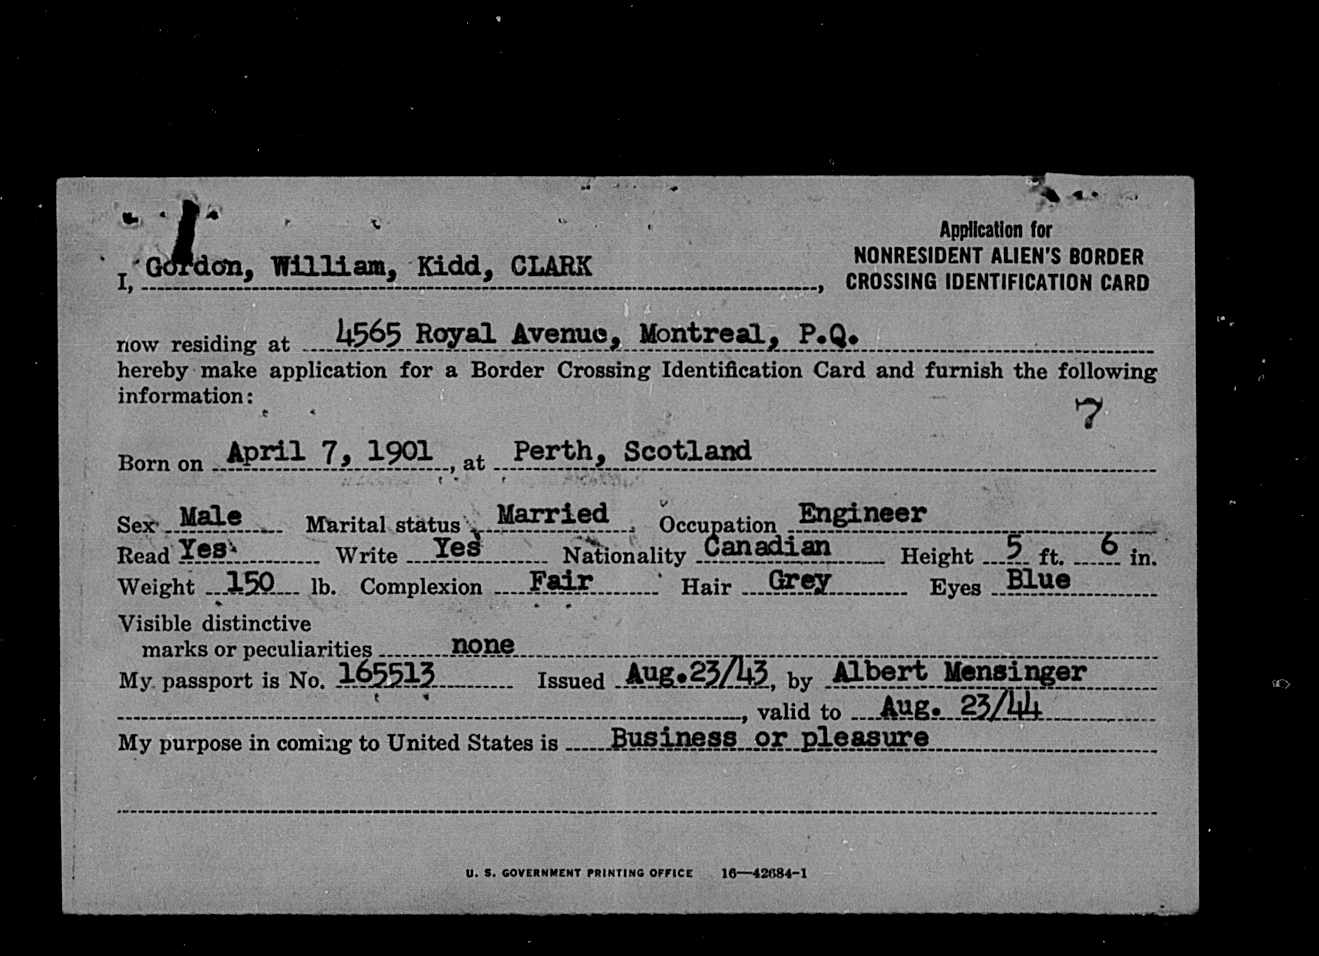 Application for
NONRESIDENT ALIEN'S BORDER
CROSSING IDENTIFICATION CARD
I, Gordon, William, Kidd, CLARK,
now residing at 4565 Royal Avenue, Montreal, P.Q.
hereby make application for a Border Crossing Identification Card and furnish the following
information:
7
Born on April 7, 1901, at Perth, Scotland
Sex Male Marital status Married Occupation Engineer
Read Yes Write Yes Nationality Canadian Height 5 ft. 6 in.
Weight 150 lb. Complexion Fair Hair Grey Eyes Blue
Visible distinctive
marks or peculiarities none
My passport is No. 165513 Issued Aug.23/43, by Albert Mensinger
, valid to Aug. 23/44
My purpose in coming to United States is Business or pleasure
U. S. GOVERNMENT PRINTING OFFICE 16—42684-1